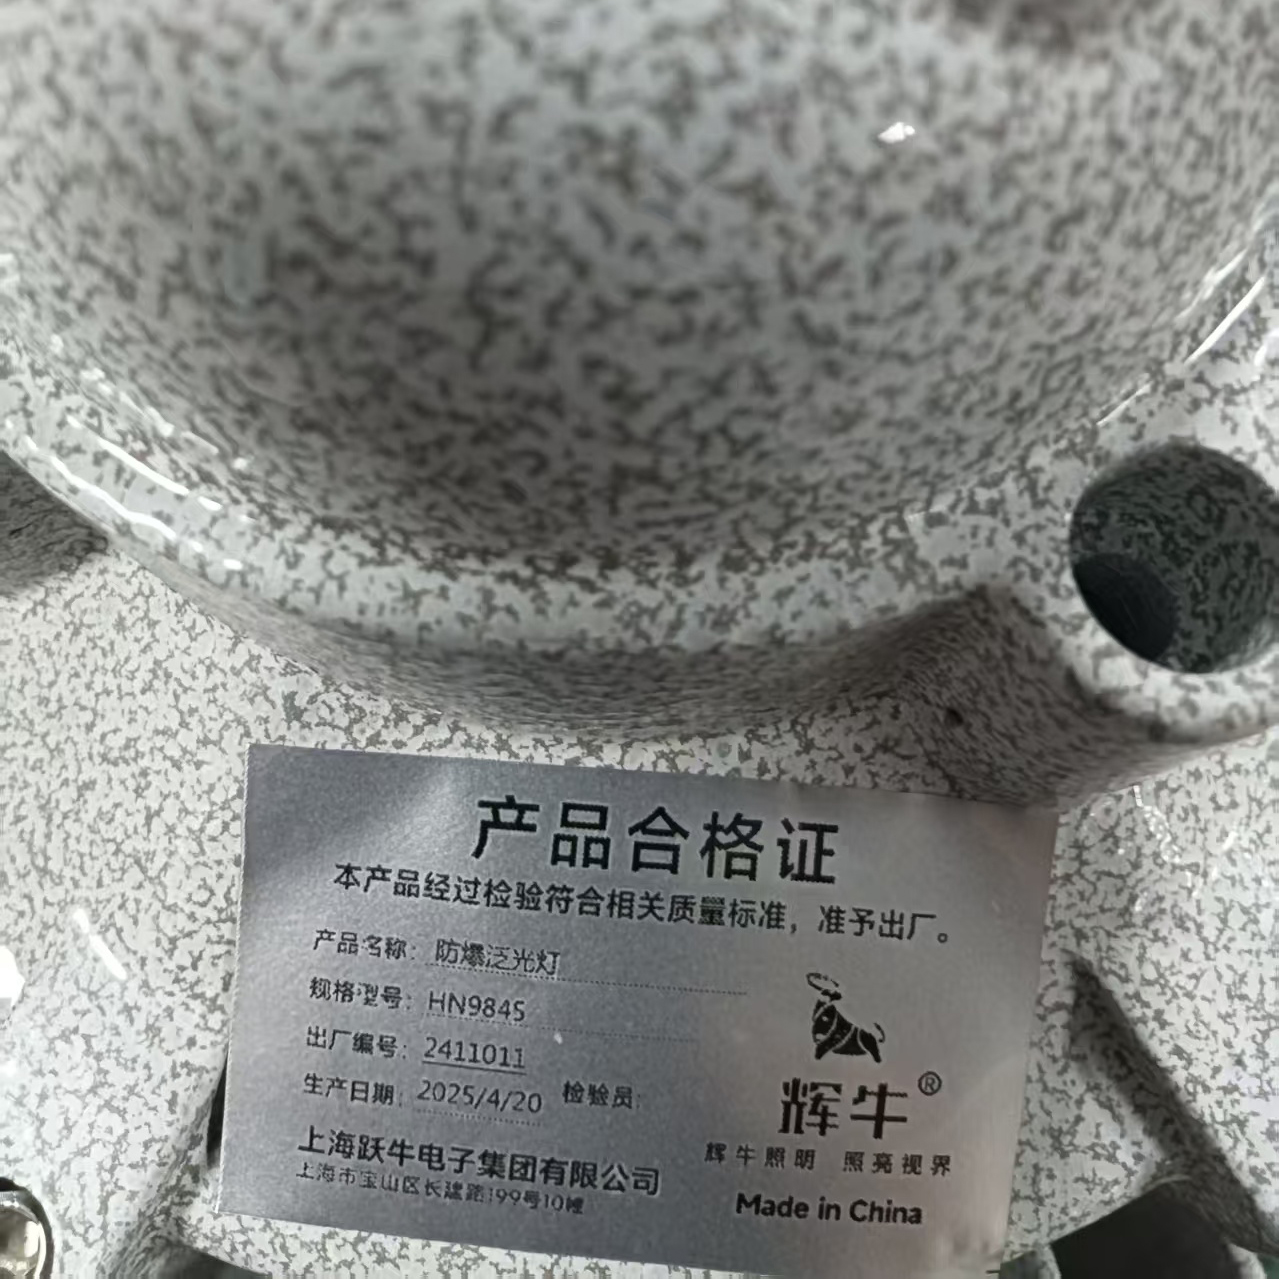 产品合格证
本产品经过检验符合相关质量标准，准予出厂。
产品名称：防爆泛光灯
规格型号：HN9845
出厂编号：2411011
生产日期：2025/4/20 检验员：
上海跃牛电子集团有限公司
上海市宝山区长建路199号10幢
辉牛®
辉牛照明 照亮视界
Made in China